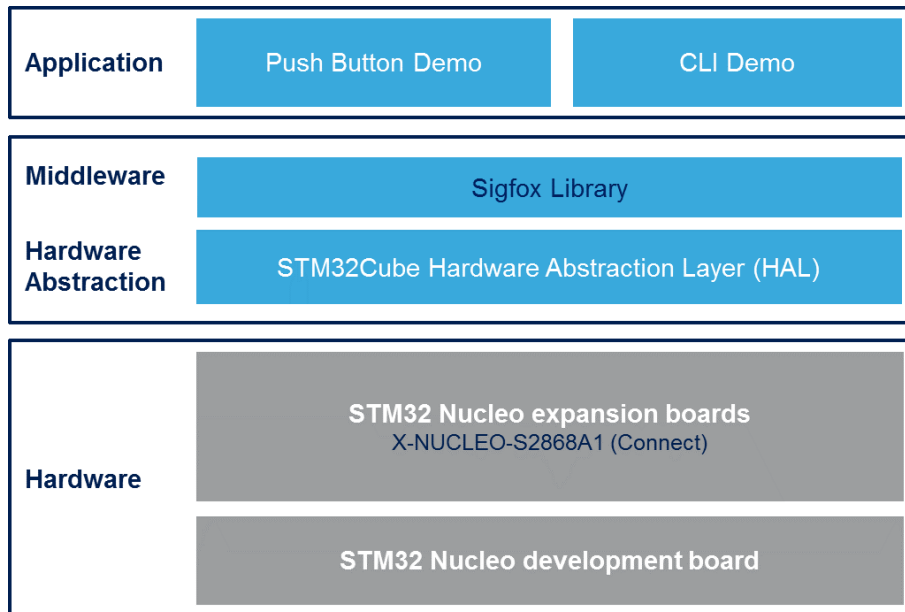 Application
Push Button Demo
CLI Demo
Middleware
Sigfox Library
Hardware
Abstraction
STM32Cube Hardware Abstraction Layer (HAL)
Hardware
STM32 Nucleo expansion boards
X-NUCLEO-S2868A1 (Connect)
STM32 Nucleo development board